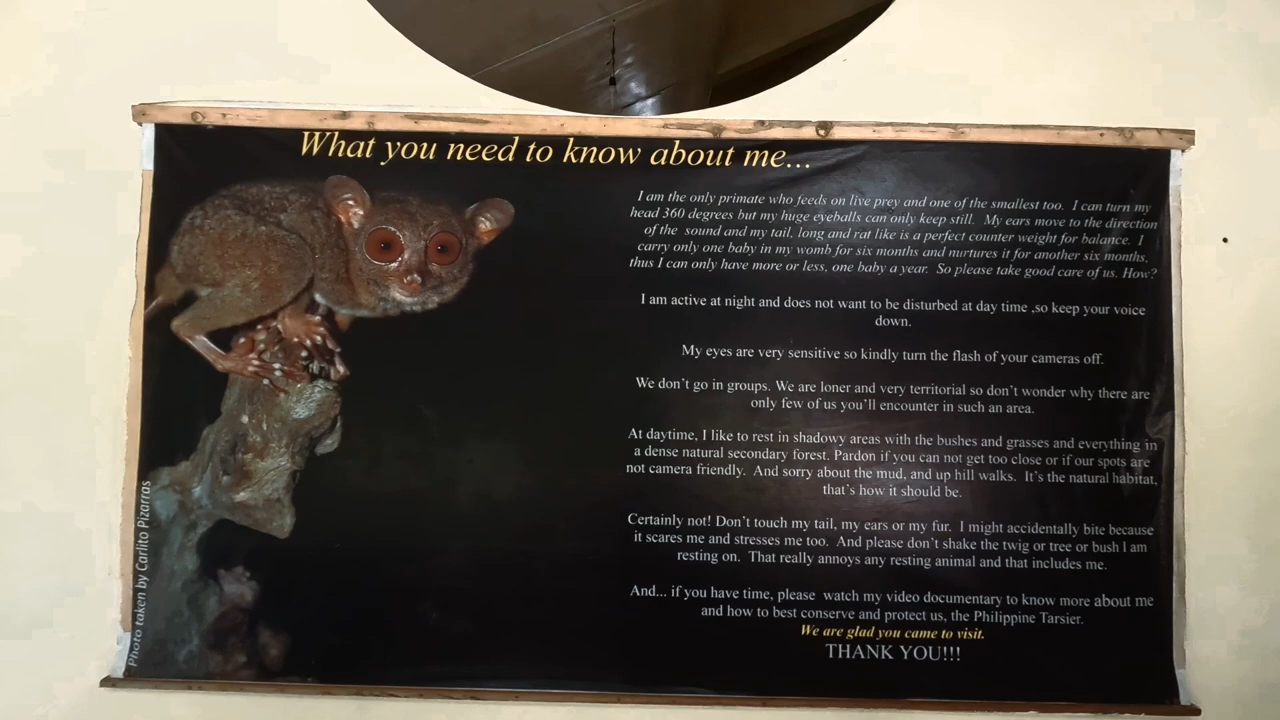 What you need to know about me...
I am the only primate who feeds on live prey and one of the smallest too. I can turn my
head 360 degrees but my huge eyeballs can only keep still. My ears move to the direction
of the sound and my tail, long and rat like is a perfect counter weight for balance. I
carry only one baby in my womb for six months and nurtures it for another six months,
thus I can only have more or less, one baby a year. So please take good care of us. How?
I am active at night and does not want to be disturbed at day time ,so keep your voice
down.
My eyes are very sensitive so kindly turn the flash of your cameras off.
We don't go in groups. We are loner and very territorial so don't wonder why there are
only few of us you'll encounter in such an area.
At daytime, I like to rest in shadowy areas with the bushes and grasses and everything in
a dense natural secondary forest. Pardon if you can not get too close or if our spots are
not camera friendly. And sorry about the mud, and up hill walks. It's the natural habitat,
that's how it should be.
Certainly not! Don't touch my tail, my ears or my fur. I might accidentally bite because
it scares me and stresses me too. And please don't shake the twig or tree or bush I am
resting on. That really annoys any resting animal and that includes me.
And... if you have time, please watch my video documentary to know more about me
and how to best conserve and protect us, the Philippine Tarsier.
We are glad you came to visit.
THANK YOU!!!
Photo taken by Carlito Pizarras